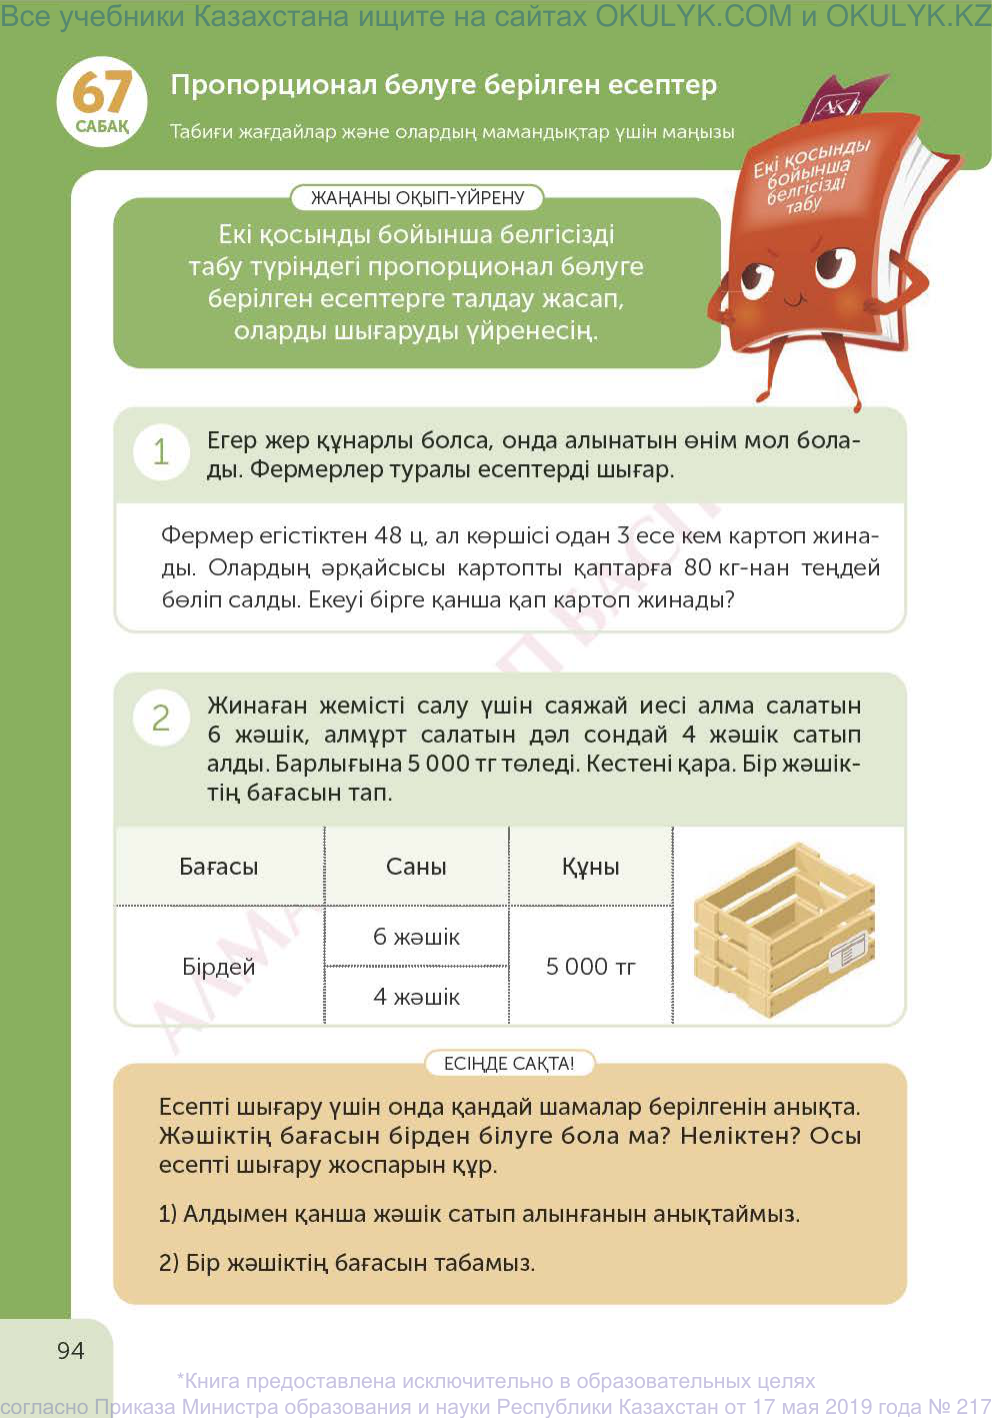 Все учебники Казахстана ищите на сайтах OKULYK.COM и OKULYK.KZ
67
САБАҚ
Пропорционал бөлуге берілген есептер
Табиғи жағдайлар және олардың мамандықтар үшін маңызы
АК
Екі қосынды
бойынша
белгісізді
табу
ЖАҢАНЫ ОҚЫП-ҮЙРЕНУ
Екі қосынды бойынша белгісізді
табу түріндегі пропорционал бөлуге
берілген есептерге талдау жасап,
оларды шығаруды үйренесің.
1
Егер жер құнарлы болса, онда алынатын өнім мол бола-
ды. Фермерлер туралы есептерді шығар.
Фермер егістіктен 48 ц, ал көршісі одан 3 есе кем картоп жина-
ды. Олардың әрқайсысы картопты қаптарға 80 кг-нан теңдей
бөліп салды. Екеуі бірге қанша қап картоп жинады?
2
Жинаған жемісті салу үшін саяжай иесі алма салатын
6 жәшік, алмұрт салатын дәл сондай 4 жәшік сатып
алды. Барлығына 5 000 тг төледі. Кестені қара. Бір жәшік-
тің бағасын тап.
Бағасы Саны Құны
6 жәшік
Бірдей 5 000 тг
4 жәшік
ЕСІҢДЕ САҚТА!
Есепті шығару үшін онда қандай шамалар берілгенін анықта.
Жәшіктің бағасын бірден білуге бола ма? Неліктен? Осы
есепті шығару жоспарын құр.
1) Алдымен қанша жәшік сатып алынғанын анықтаймыз.
2) Бір жәшіктің бағасын табамыз.
94
*Книга предоставлена исключительно в образовательных целях
согласно Приказа Министра образования и науки Республики Казахстан от 17 мая 2019 года № 217